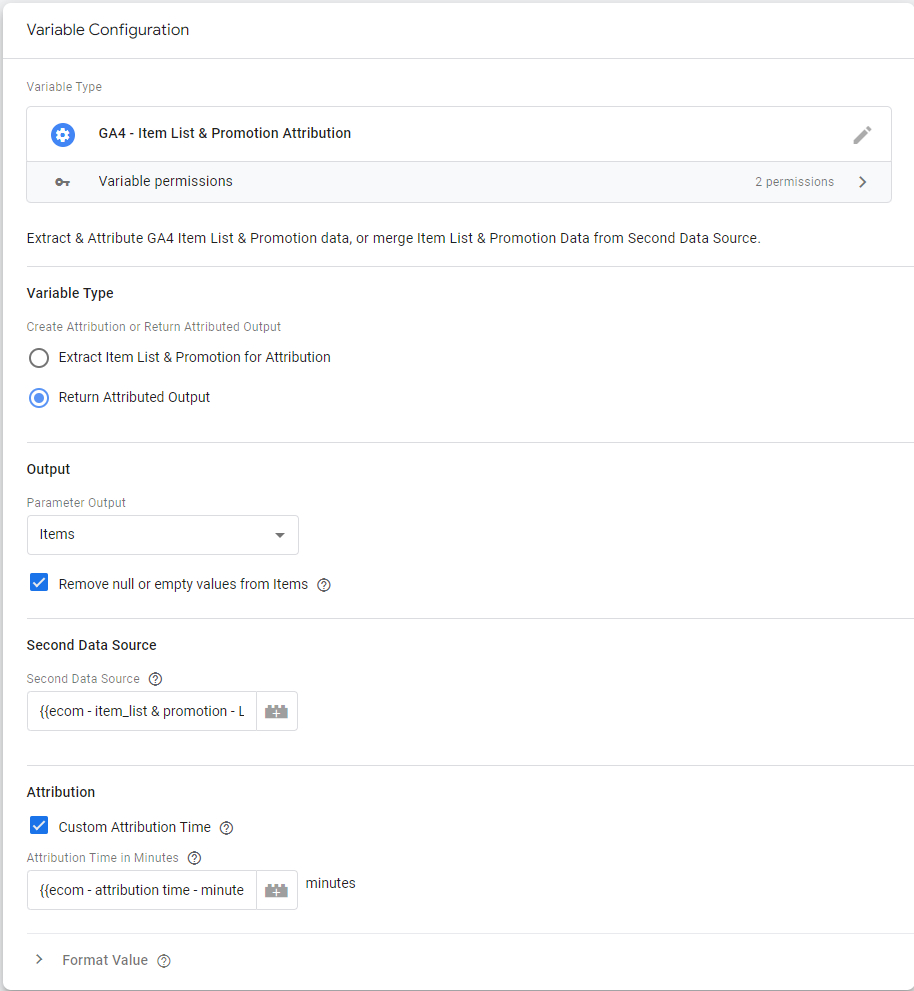 Variable Configuration
Variable Type
GA4 - Item List & Promotion Attribution
Variable permissions 2 permissions
Extract & Attribute GA4 Item List & Promotion data, or merge Item List & Promotion Data from Second Data Source.
Variable Type
Create Attribution or Return Attributed Output
Extract Item List & Promotion for Attribution
Return Attributed Output
Output
Parameter Output
Items
Remove null or empty values from Items
Second Data Source
Second Data Source
{{ecom - item_list & promotion - L
Attribution
Custom Attribution Time
Attribution Time in Minutes
{{ecom - attribution time - minute minutes
Format Value